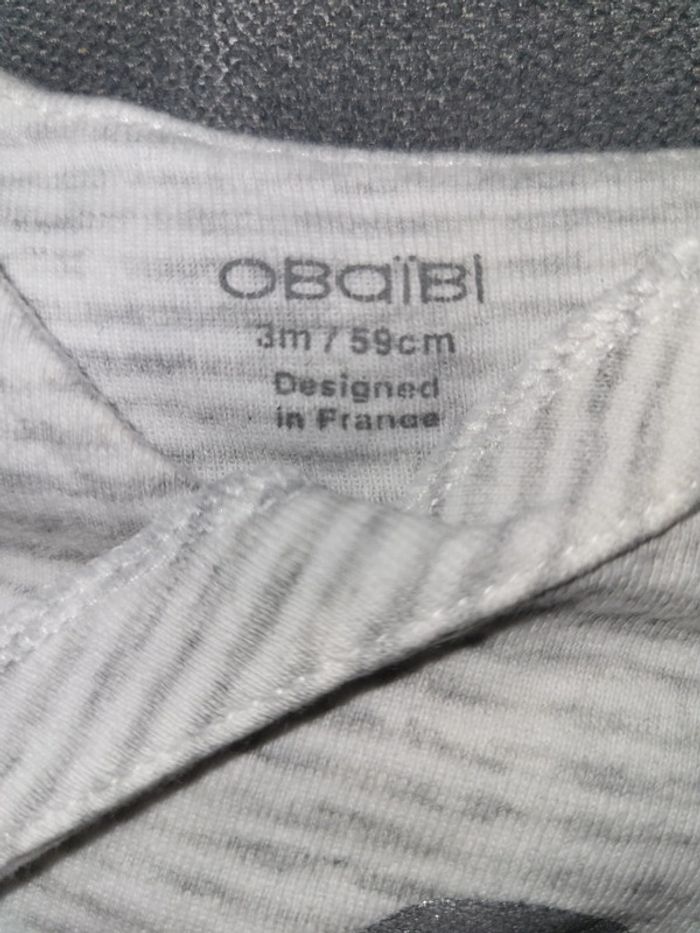 OBaïBI
3m / 59cm
Designed
in France